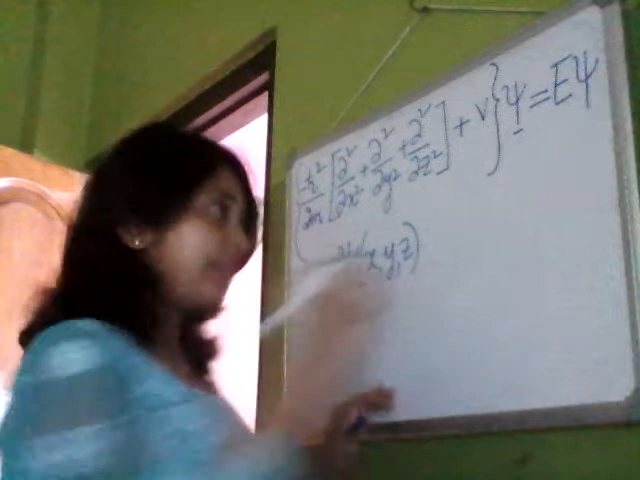 {ħ²/2m [∂²/∂x² + ∂²/∂y² + ∂²/∂z²] + V} Ψ = EΨ
x, y, z)